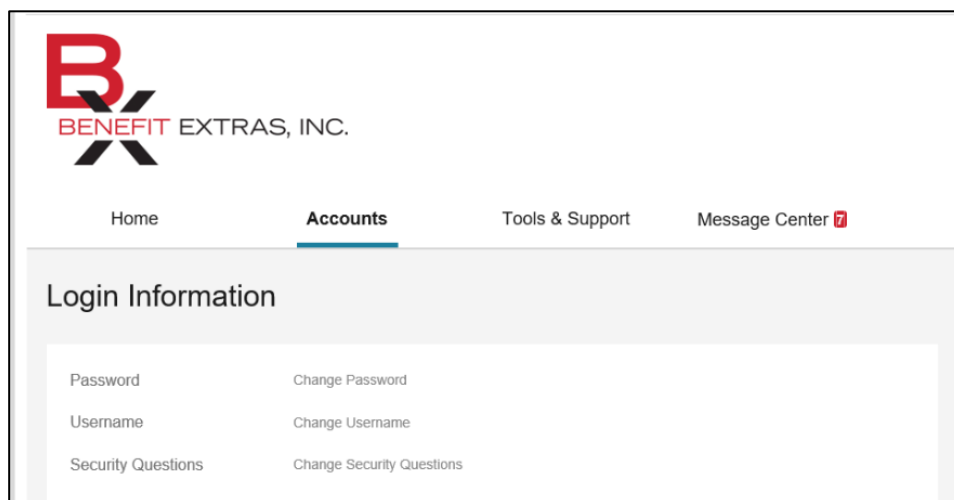 BX
BENEFIT EXTRAS, INC.
Home Accounts Tools & Support Message Center 7
Login Information
Password Change Password
Username Change Username
Security Questions Change Security Questions